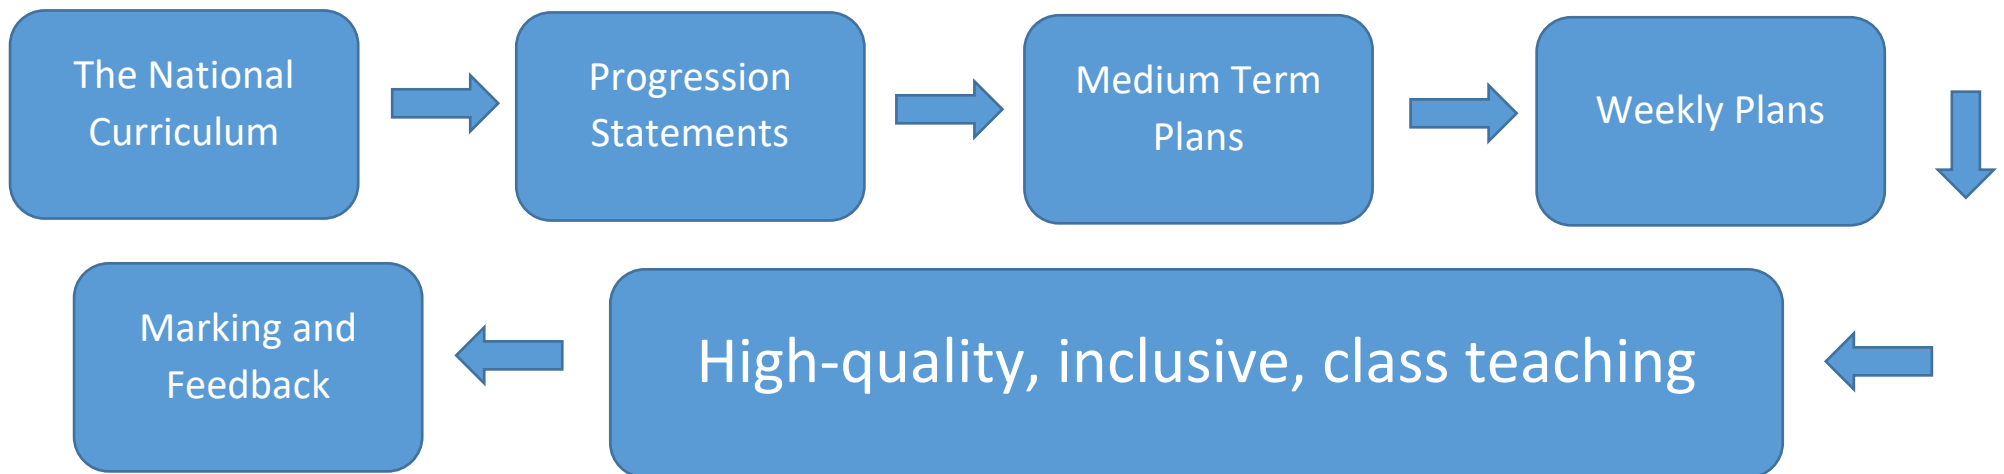 The National
Curriculum
Progression
Statements
Medium Term
Plans
Weekly Plans
High-quality, inclusive, class teaching
Marking and
Feedback